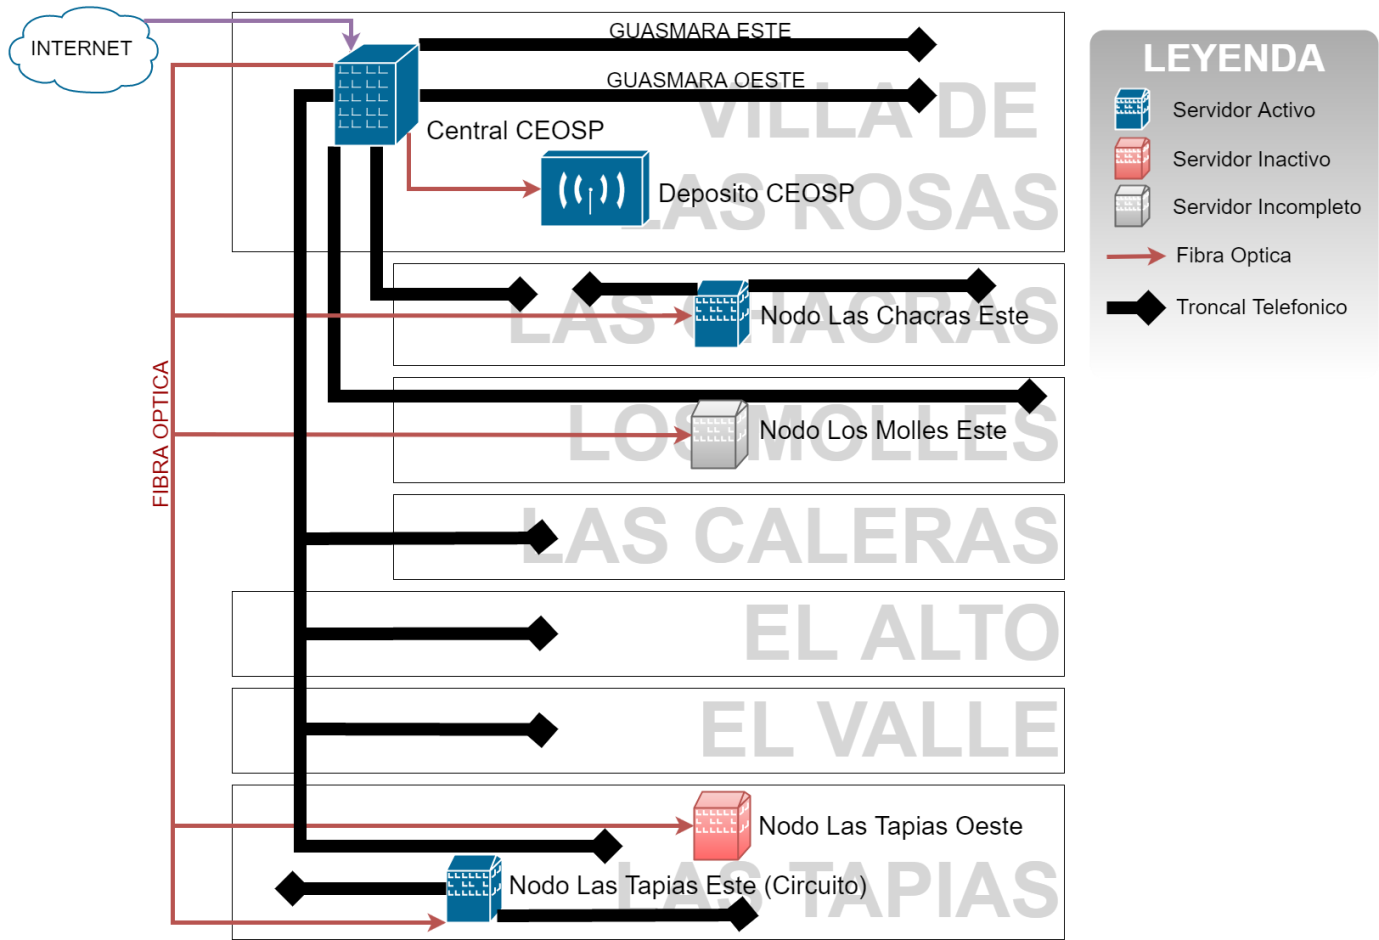 INTERNET
GUASMARA ESTE
GUASMARA OESTE
VILLA DE
LAS ROSAS
Central CEOSP
Deposito CEOSP
LAS CHACRAS
Nodo Las Chacras Este
LOS MOLLES
Nodo Los Molles Este
FIBRA OPTICA
LAS CALERAS
EL ALTO
EL VALLE
Nodo Las Tapias Oeste
LAS TAPIAS
Nodo Las Tapias Este (Circuito)
LEYENDA
Servidor Activo
Servidor Inactivo
Servidor Incompleto
Fibra Optica
Troncal Telefonico